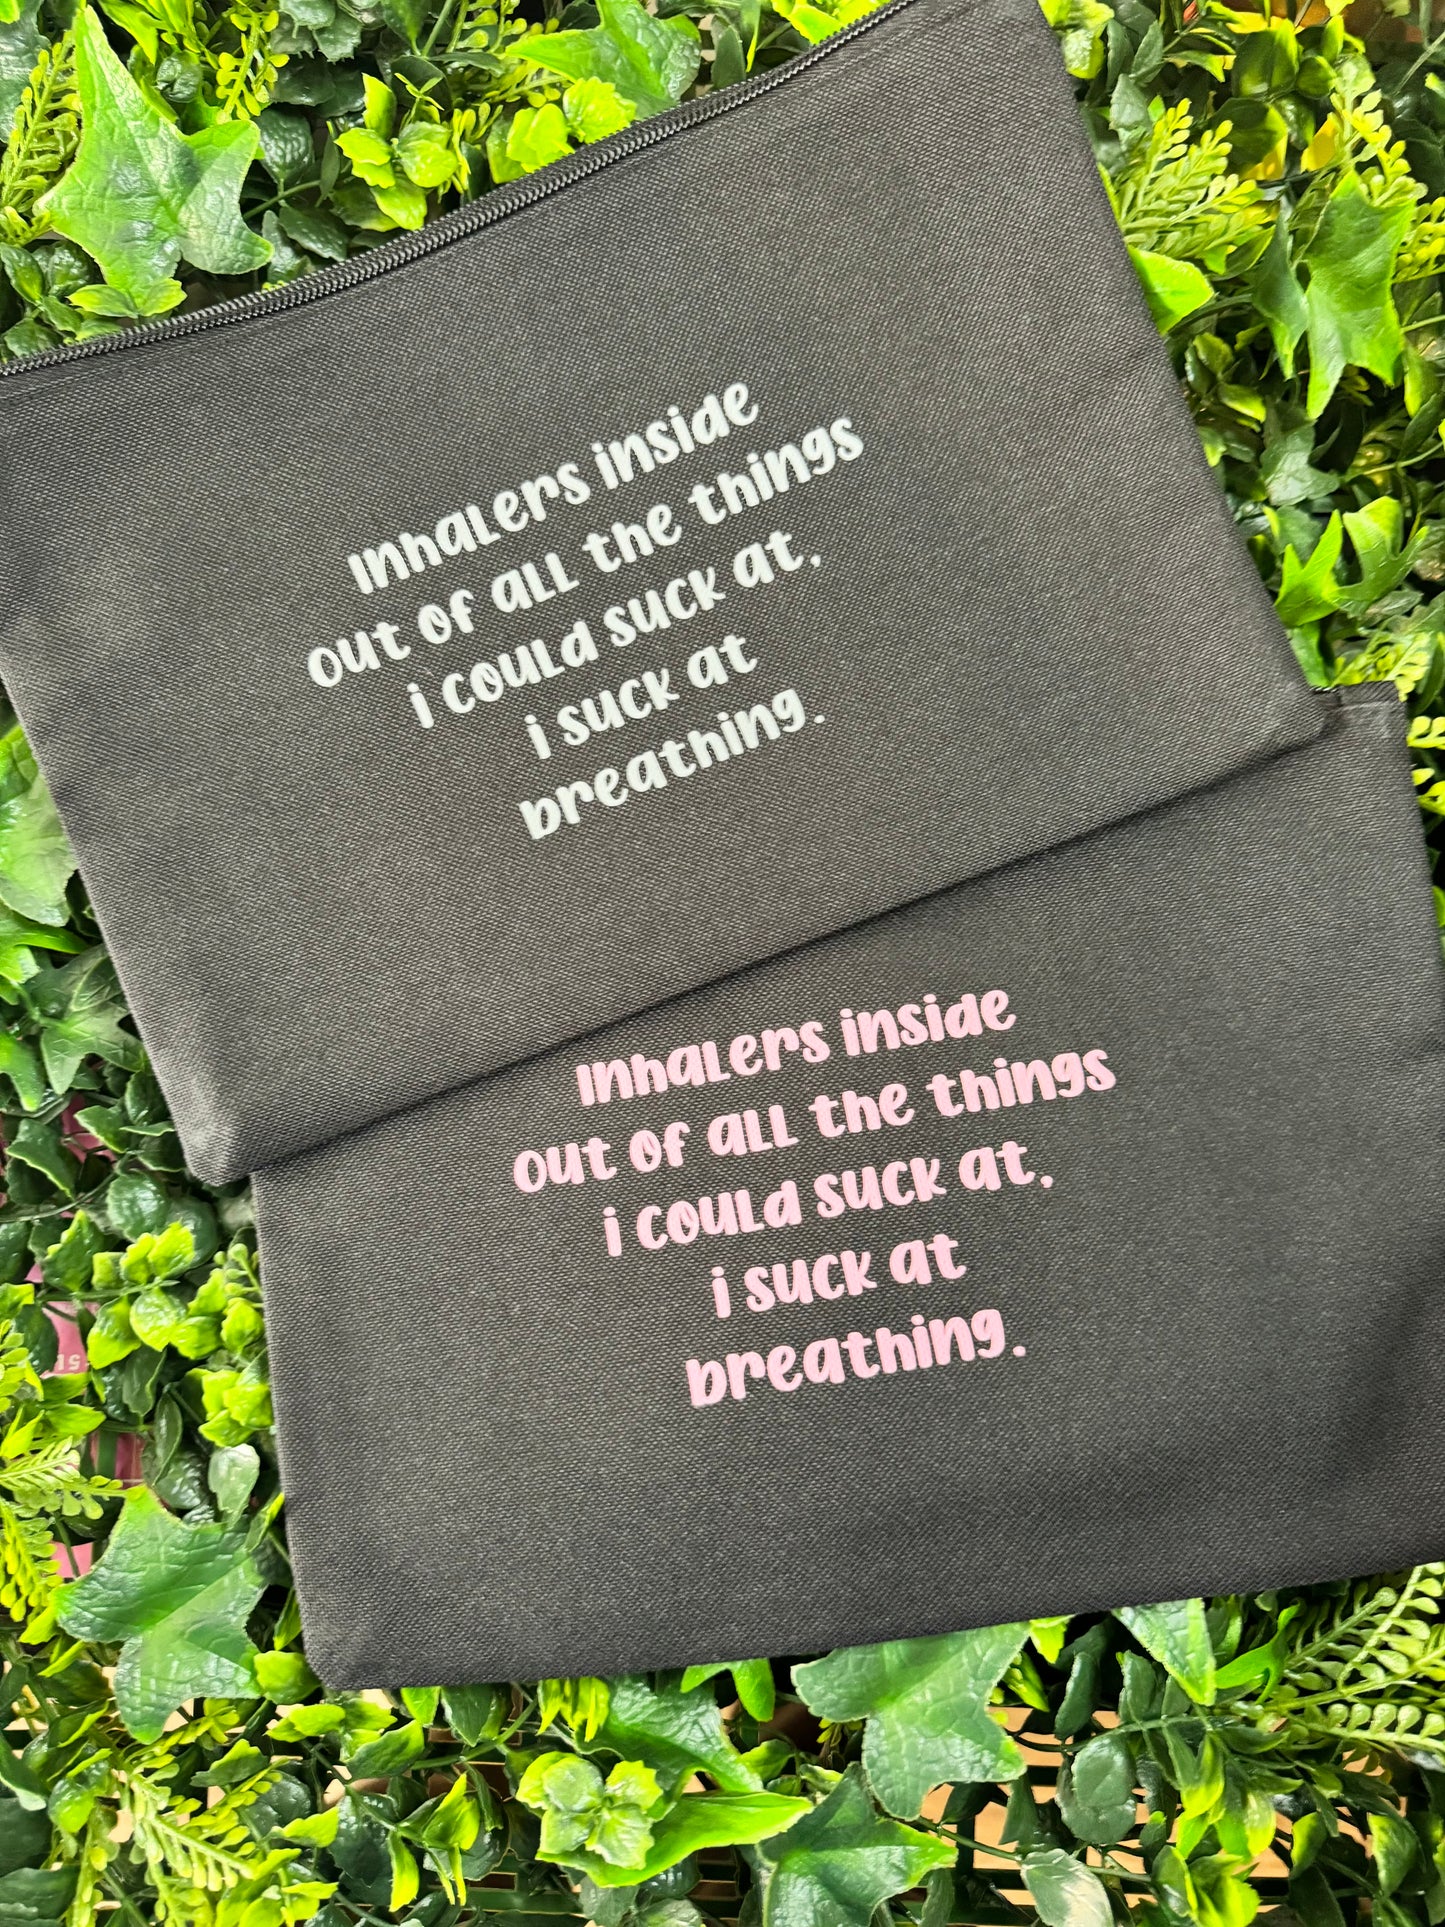 Inhalers inside
out of all the things
i could suck at,
i suck at
breathing.
Inhalers inside
out of all the things
i could suck at,
i suck at
breathing.